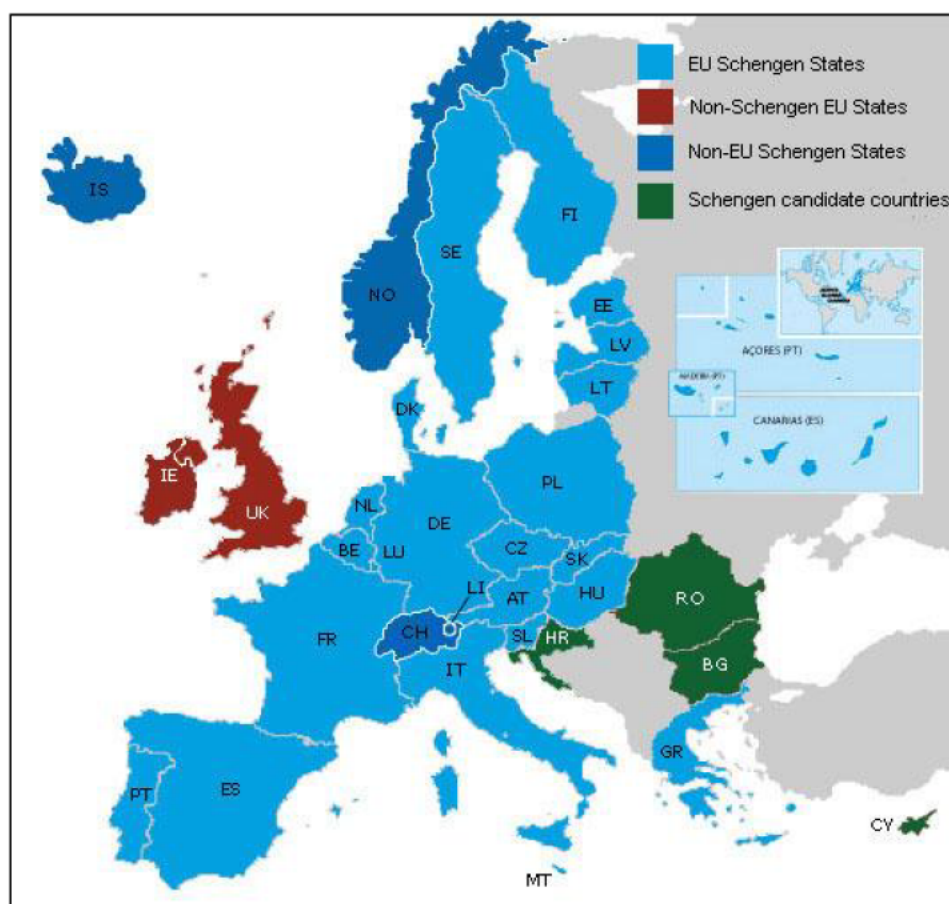 EU Schengen States
Non-Schengen EU States
Non-EU Schengen States
Schengen candidate countries
IS
FI
SE
NO
EE
LV
AÇORES (PT)
LT
MADEIRA (PT)
DK
CANARIAS (ES)
IE
PL
NL
UK
DE
BE
LU
CZ
SK
LI
HU
AT
RO
FR
CH
SL
HR
IT
BG
GR
PT
ES
CY
MT